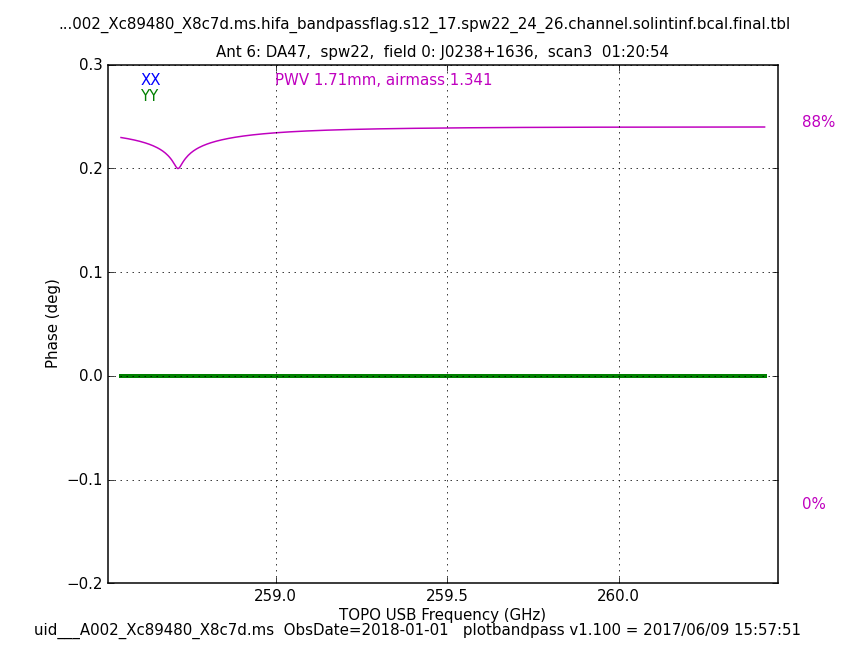 ...002_Xc89480_X8c7d.ms.hifa_bandpassflag.s12_17.spw22_24_26.channel.solintinf.bcal.final.tbl
Ant 6: DA47,  spw22,  field 0: J0238+1636,  scan3  01:20:54
0.3
XX
PWV 1.71mm, airmass 1.341
YY
88%
0.2
0.1
Phase (deg)
0.0
−0.1
0%
−0.2
259.0 259.5 260.0
TOPO USB Frequency (GHz)
uid___A002_Xc89480_X8c7d.ms  ObsDate=2018-01-01   plotbandpass v1.100 = 2017/06/09 15:57:51